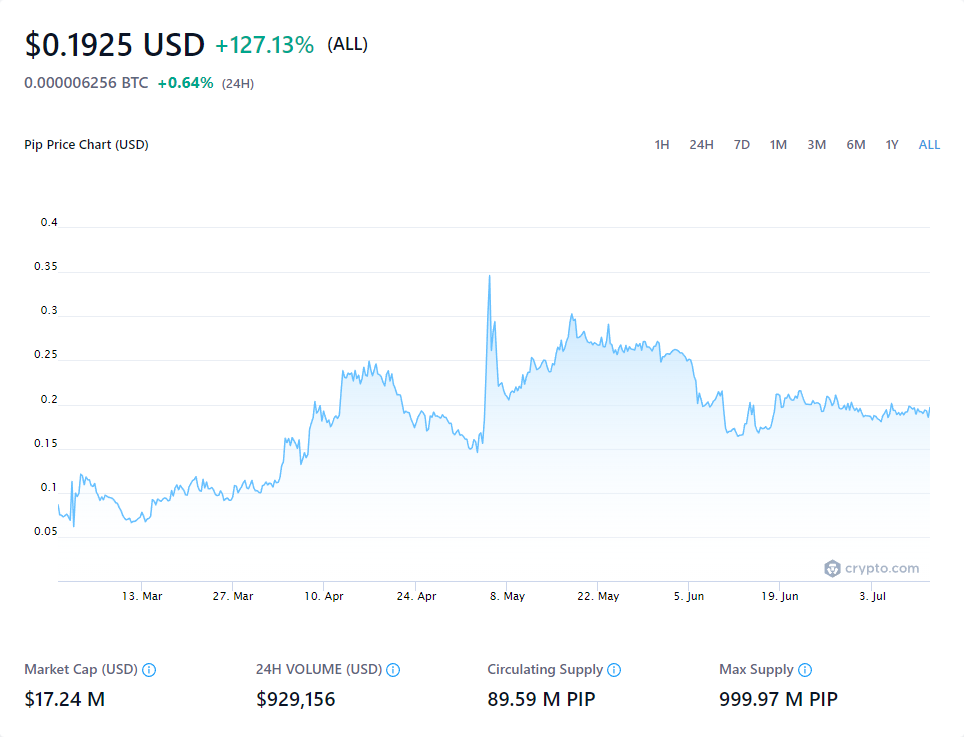 $0.1925 USD +127.13% (ALL)
0.000006256 BTC +0.64% (24H)
Pip Price Chart (USD) 1H 24H 7D 1M 3M 6M 1Y ALL
0.4
0.35
0.3
0.25
0.2
0.15
0.1
0.05
crypto.com
13. Mar 27. Mar 10. Apr 24. Apr 8. May 22. May 5. Jun 19. Jun 3. Jul
Market Cap (USD) 24H VOLUME (USD) Circulating Supply Max Supply
$17.24 M $929,156 89.59 M PIP 999.97 M PIP